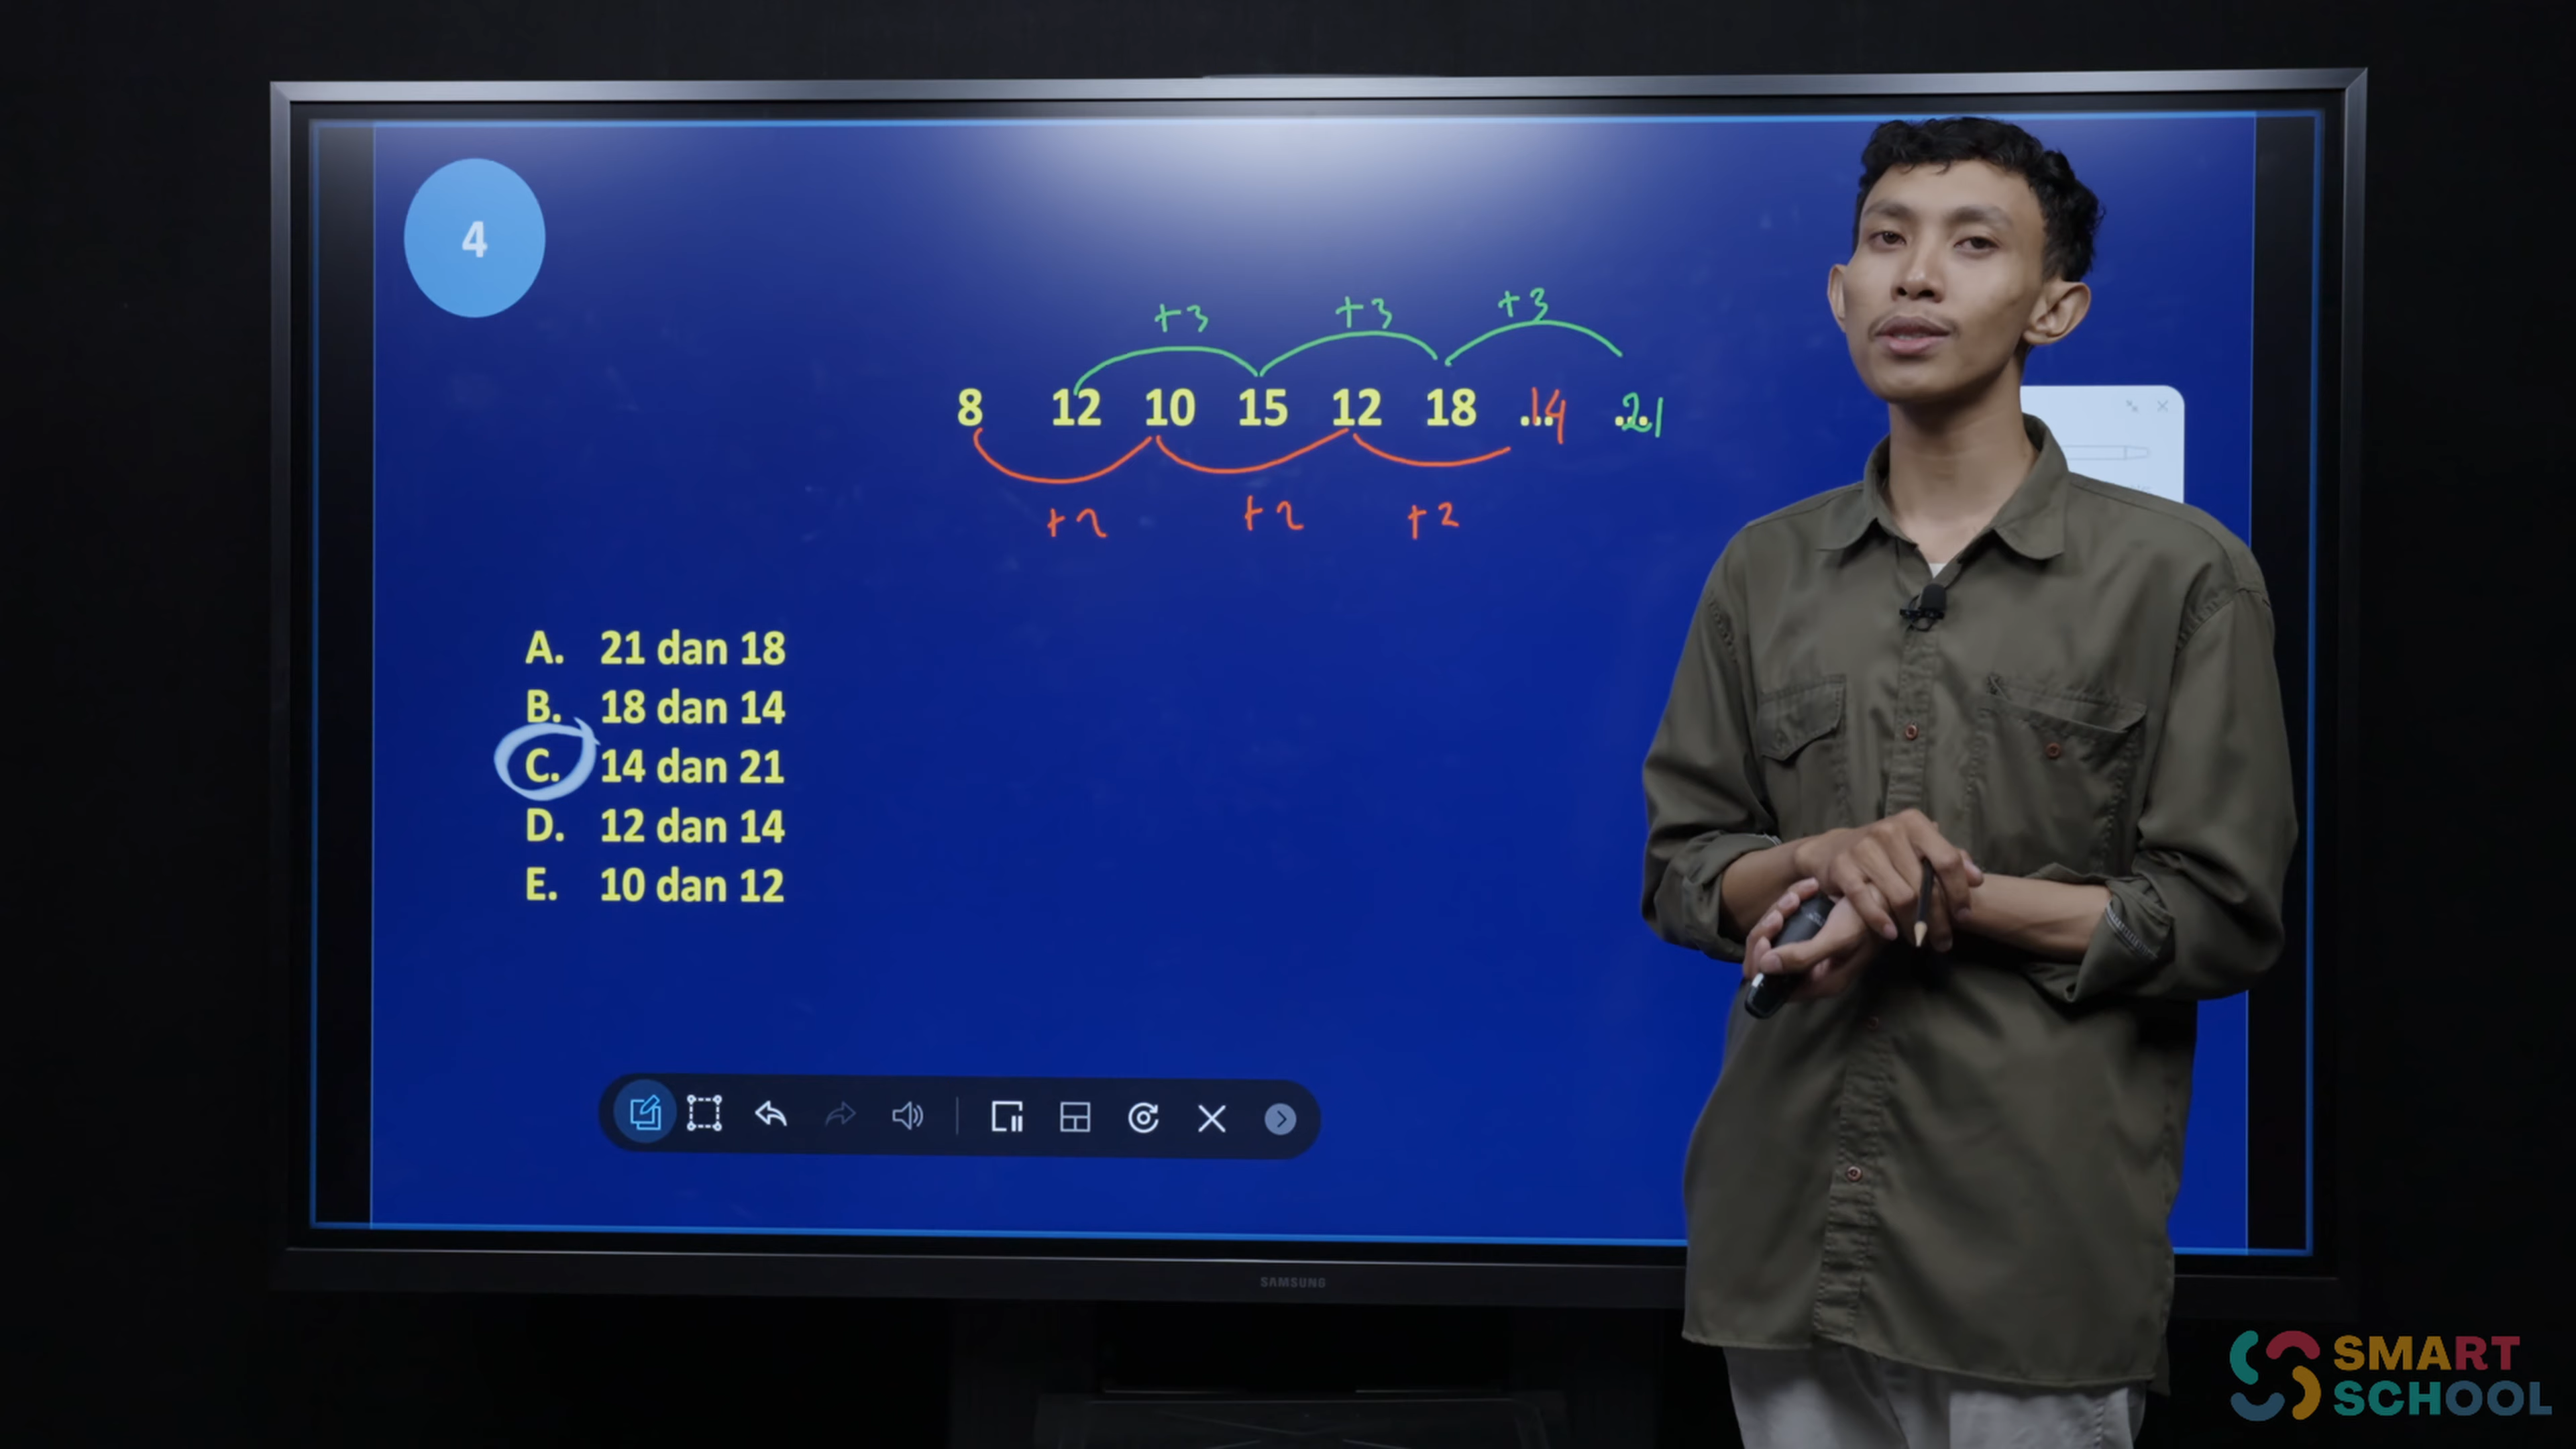 4
+3 +3 +3
8 12 10 15 12 18 ...14 ...21
+2 +2 +2
A. 21 dan 18
B. 18 dan 14
C. 14 dan 21
D. 12 dan 14
E. 10 dan 12
SAMSUNG
SMART
SCHOOL